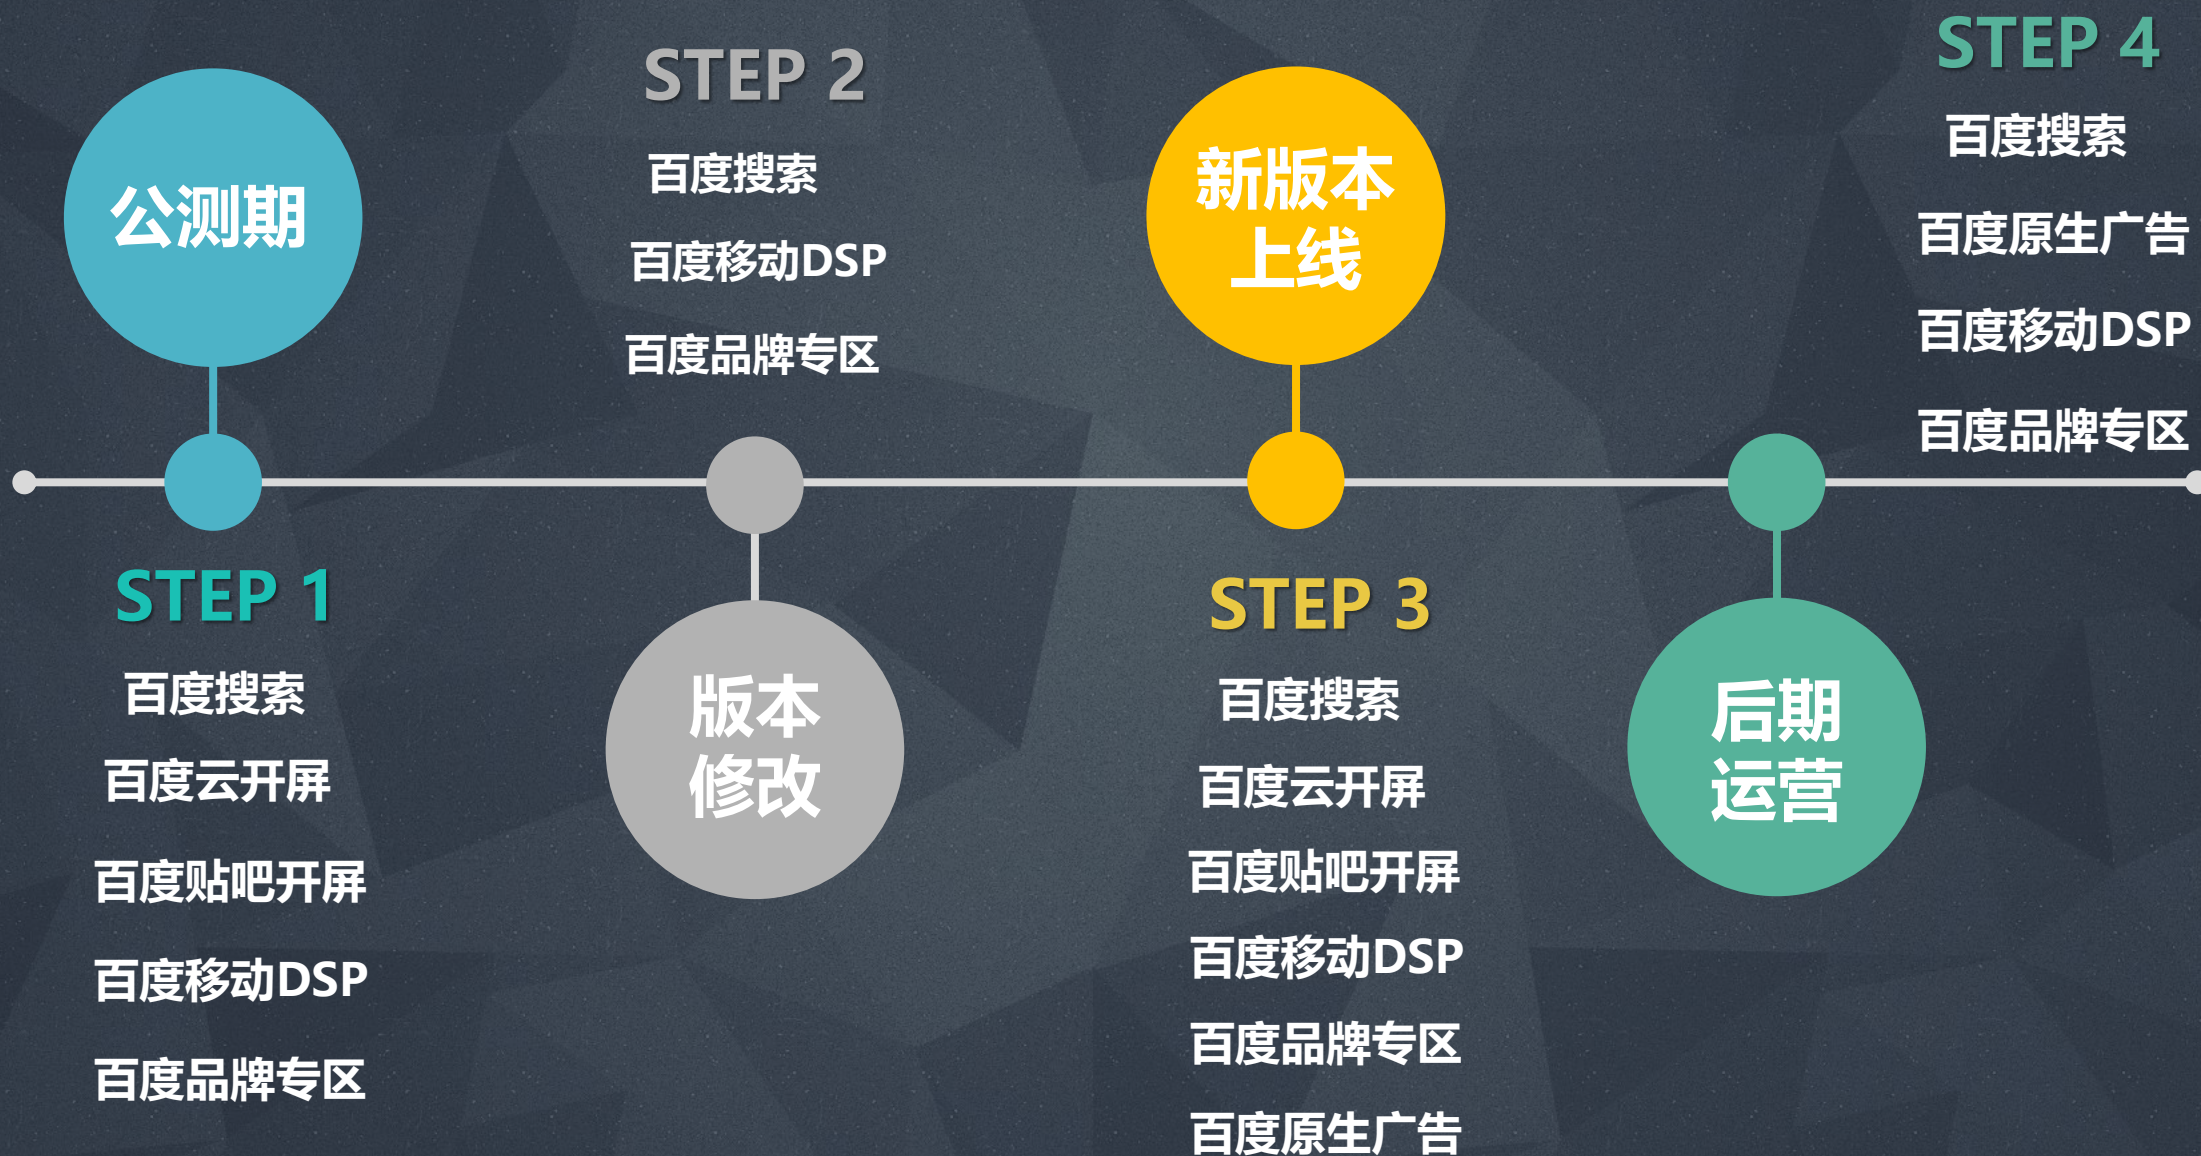 公测期
STEP 1
百度搜索
百度云开屏
百度贴吧开屏
百度移动DSP
百度品牌专区
STEP 2
百度搜索
百度移动DSP
百度品牌专区
版本
修改
新版本
上线
STEP 3
百度搜索
百度云开屏
百度贴吧开屏
百度移动DSP
百度品牌专区
百度原生广告
STEP 4
百度搜索
百度原生广告
百度移动DSP
百度品牌专区
后期
运营